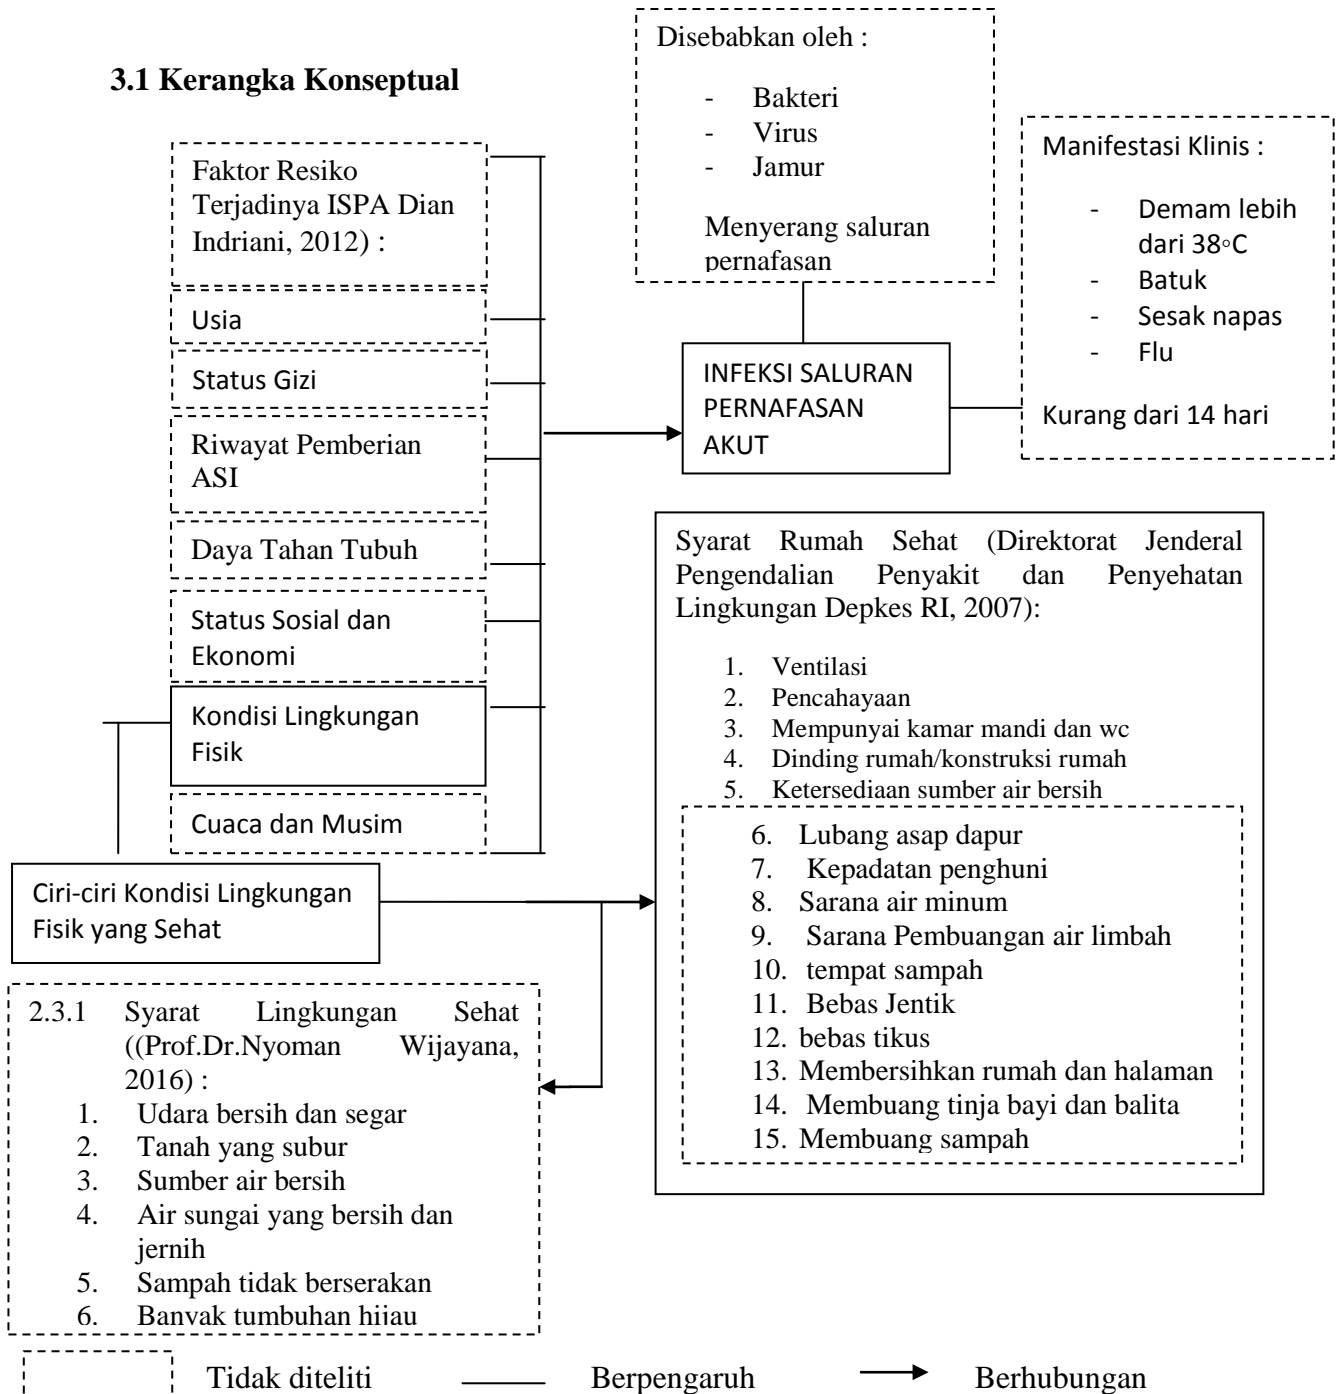 3.1 Kerangka Konseptual
Disebabkan oleh :
- Bakteri
- Virus
- Jamur
Menyerang saluran
pernafasan
Manifestasi Klinis :
- Demam lebih
dari 38◦C
- Batuk
- Sesak napas
- Flu
Kurang dari 14 hari
Faktor Resiko
Terjadinya ISPA Dian
Indriani, 2012) :
Usia
Status Gizi
Riwayat Pemberian
ASI
Daya Tahan Tubuh
Status Sosial dan
Ekonomi
Kondisi Lingkungan
Fisik
Cuaca dan Musim
INFEKSI SALURAN
PERNAFASAN
AKUT
Syarat Rumah Sehat (Direktorat Jenderal
Pengendalian Penyakit dan Penyehatan
Lingkungan Depkes RI, 2007):
1. Ventilasi
2. Pencahayaan
3. Mempunyai kamar mandi dan wc
4. Dinding rumah/konstruksi rumah
5. Ketersediaan sumber air bersih
6. Lubang asap dapur
7. Kepadatan penghuni
8. Sarana air minum
9. Sarana Pembuangan air limbah
10. tempat sampah
11. Bebas Jentik
12. bebas tikus
13. Membersihkan rumah dan halaman
14. Membuang tinja bayi dan balita
15. Membuang sampah
Ciri-ciri Kondisi Lingkungan
Fisik yang Sehat
2.3.1 Syarat Lingkungan Sehat
((Prof.Dr.Nyoman Wijayana,
2016) :
1. Udara bersih dan segar
2. Tanah yang subur
3. Sumber air bersih
4. Air sungai yang bersih dan
jernih
5. Sampah tidak berserakan
6. Banyak tumbuhan hijau
Tidak diteliti
Berpengaruh
Berhubungan